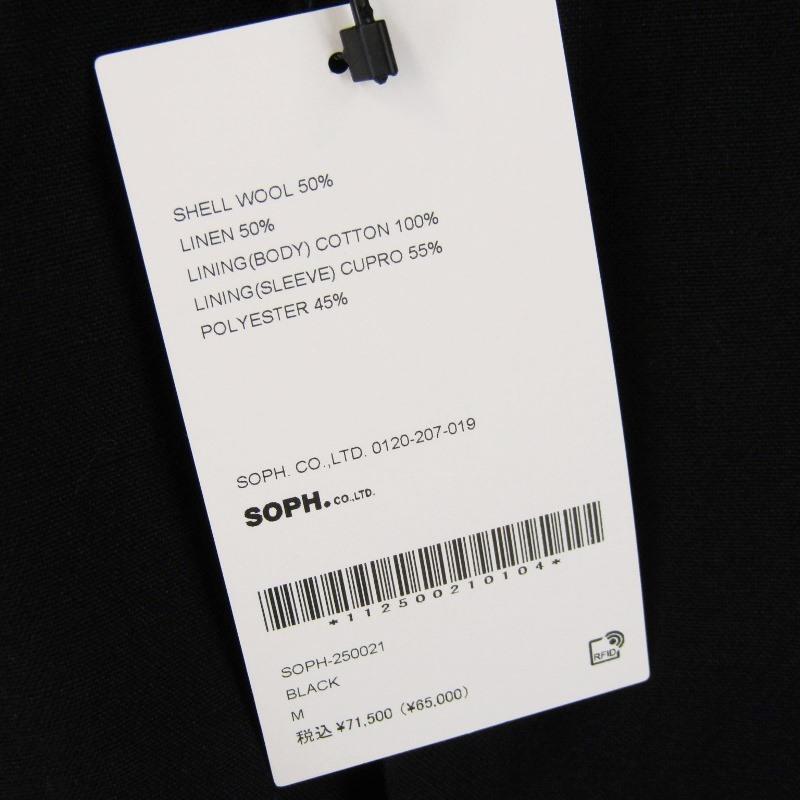 SHELL WOOL 50%
LINEN 50%
LINING(BODY) COTTON 100%
LINING(SLEEVE) CUPRO 55%
POLYESTER 45%
SOPH. CO.,LTD. 0120-207-019
SOPH. CO.,LTD.
*112500210104*
SOPH-250021
BLACK
M
税込 ¥71,500 (¥65,000)
RFID